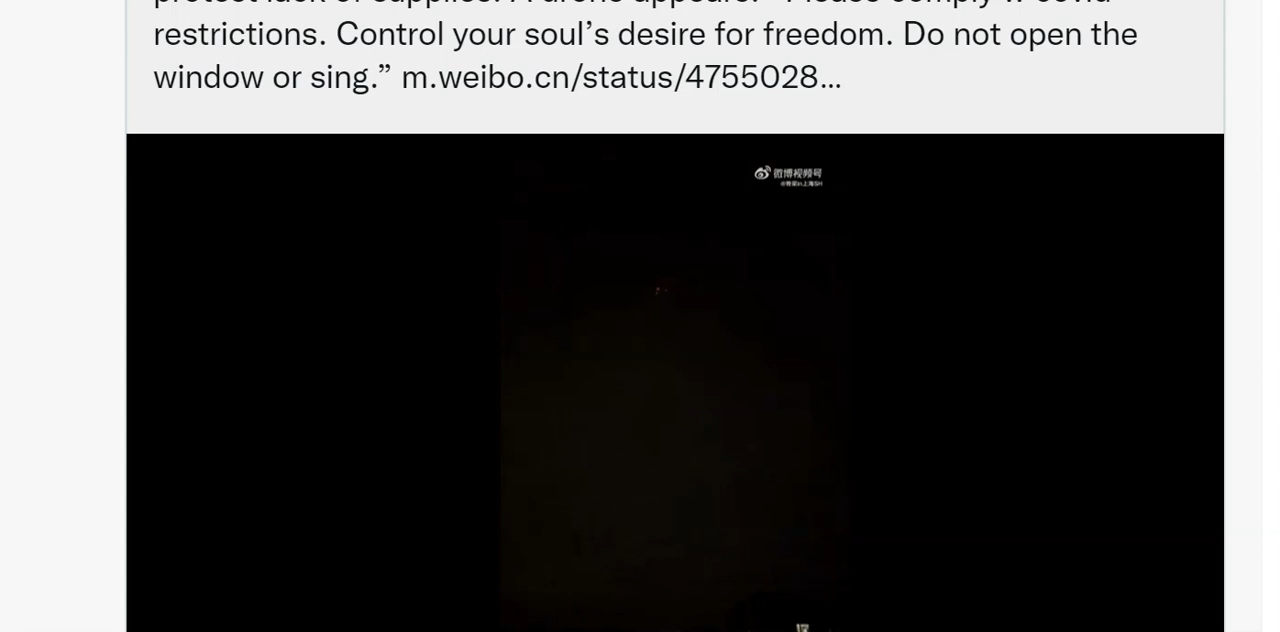 restrictions. Control your soul’s desire for freedom. Do not open the
window or sing.” m.weibo.cn/status/4755028...
微博视频号